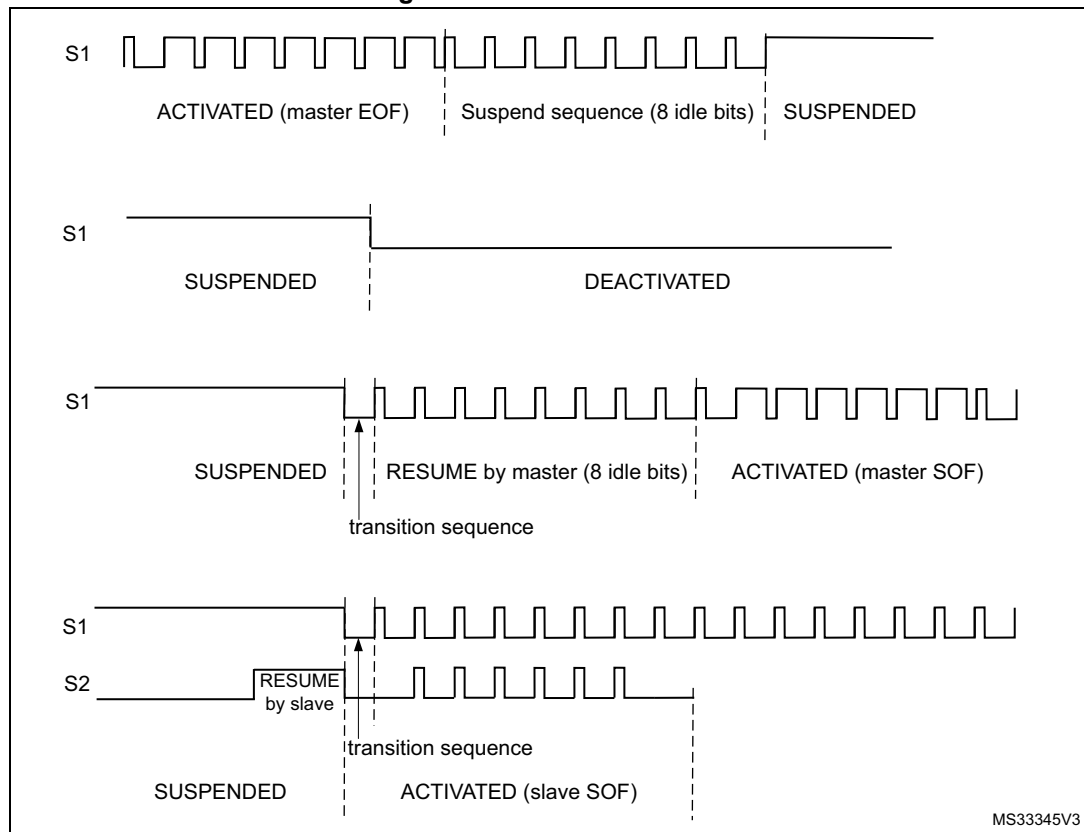 S1
ACTIVATED (master EOF) Suspend sequence (8 idle bits) SUSPENDED
S1
SUSPENDED DEACTIVATED
S1
SUSPENDED RESUME by master (8 idle bits) ACTIVATED (master SOF)
transition sequence
S1
S2
RESUME
by slave
transition sequence
SUSPENDED ACTIVATED (slave SOF)
MS33345V3